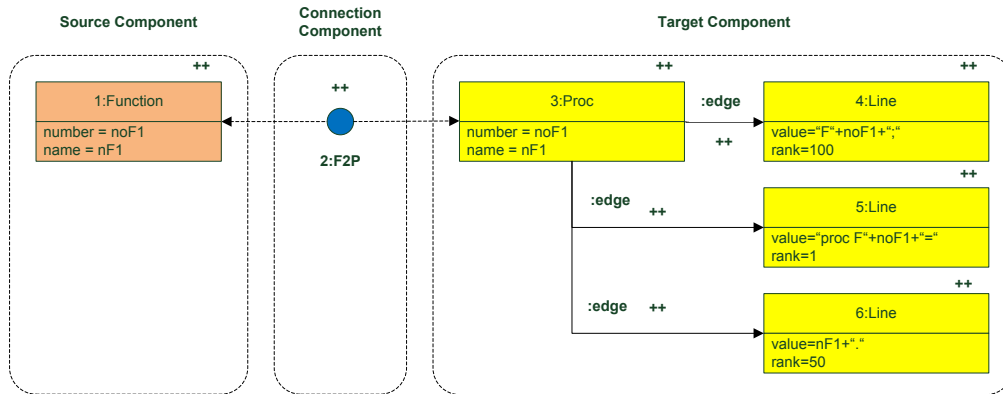 Source Component
Connection
Component
Target Component
++
1:Function
number = noF1
name = nF1
++
2:F2P
++
3:Proc
number = noF1
name = nF1
:edge
++
++
4:Line
value="F"+noF1+";"
rank=100
:edge
++
++
5:Line
value="proc F"+noF1+"="
rank=1
:edge
++
++
6:Line
value=nF1+"."
rank=50